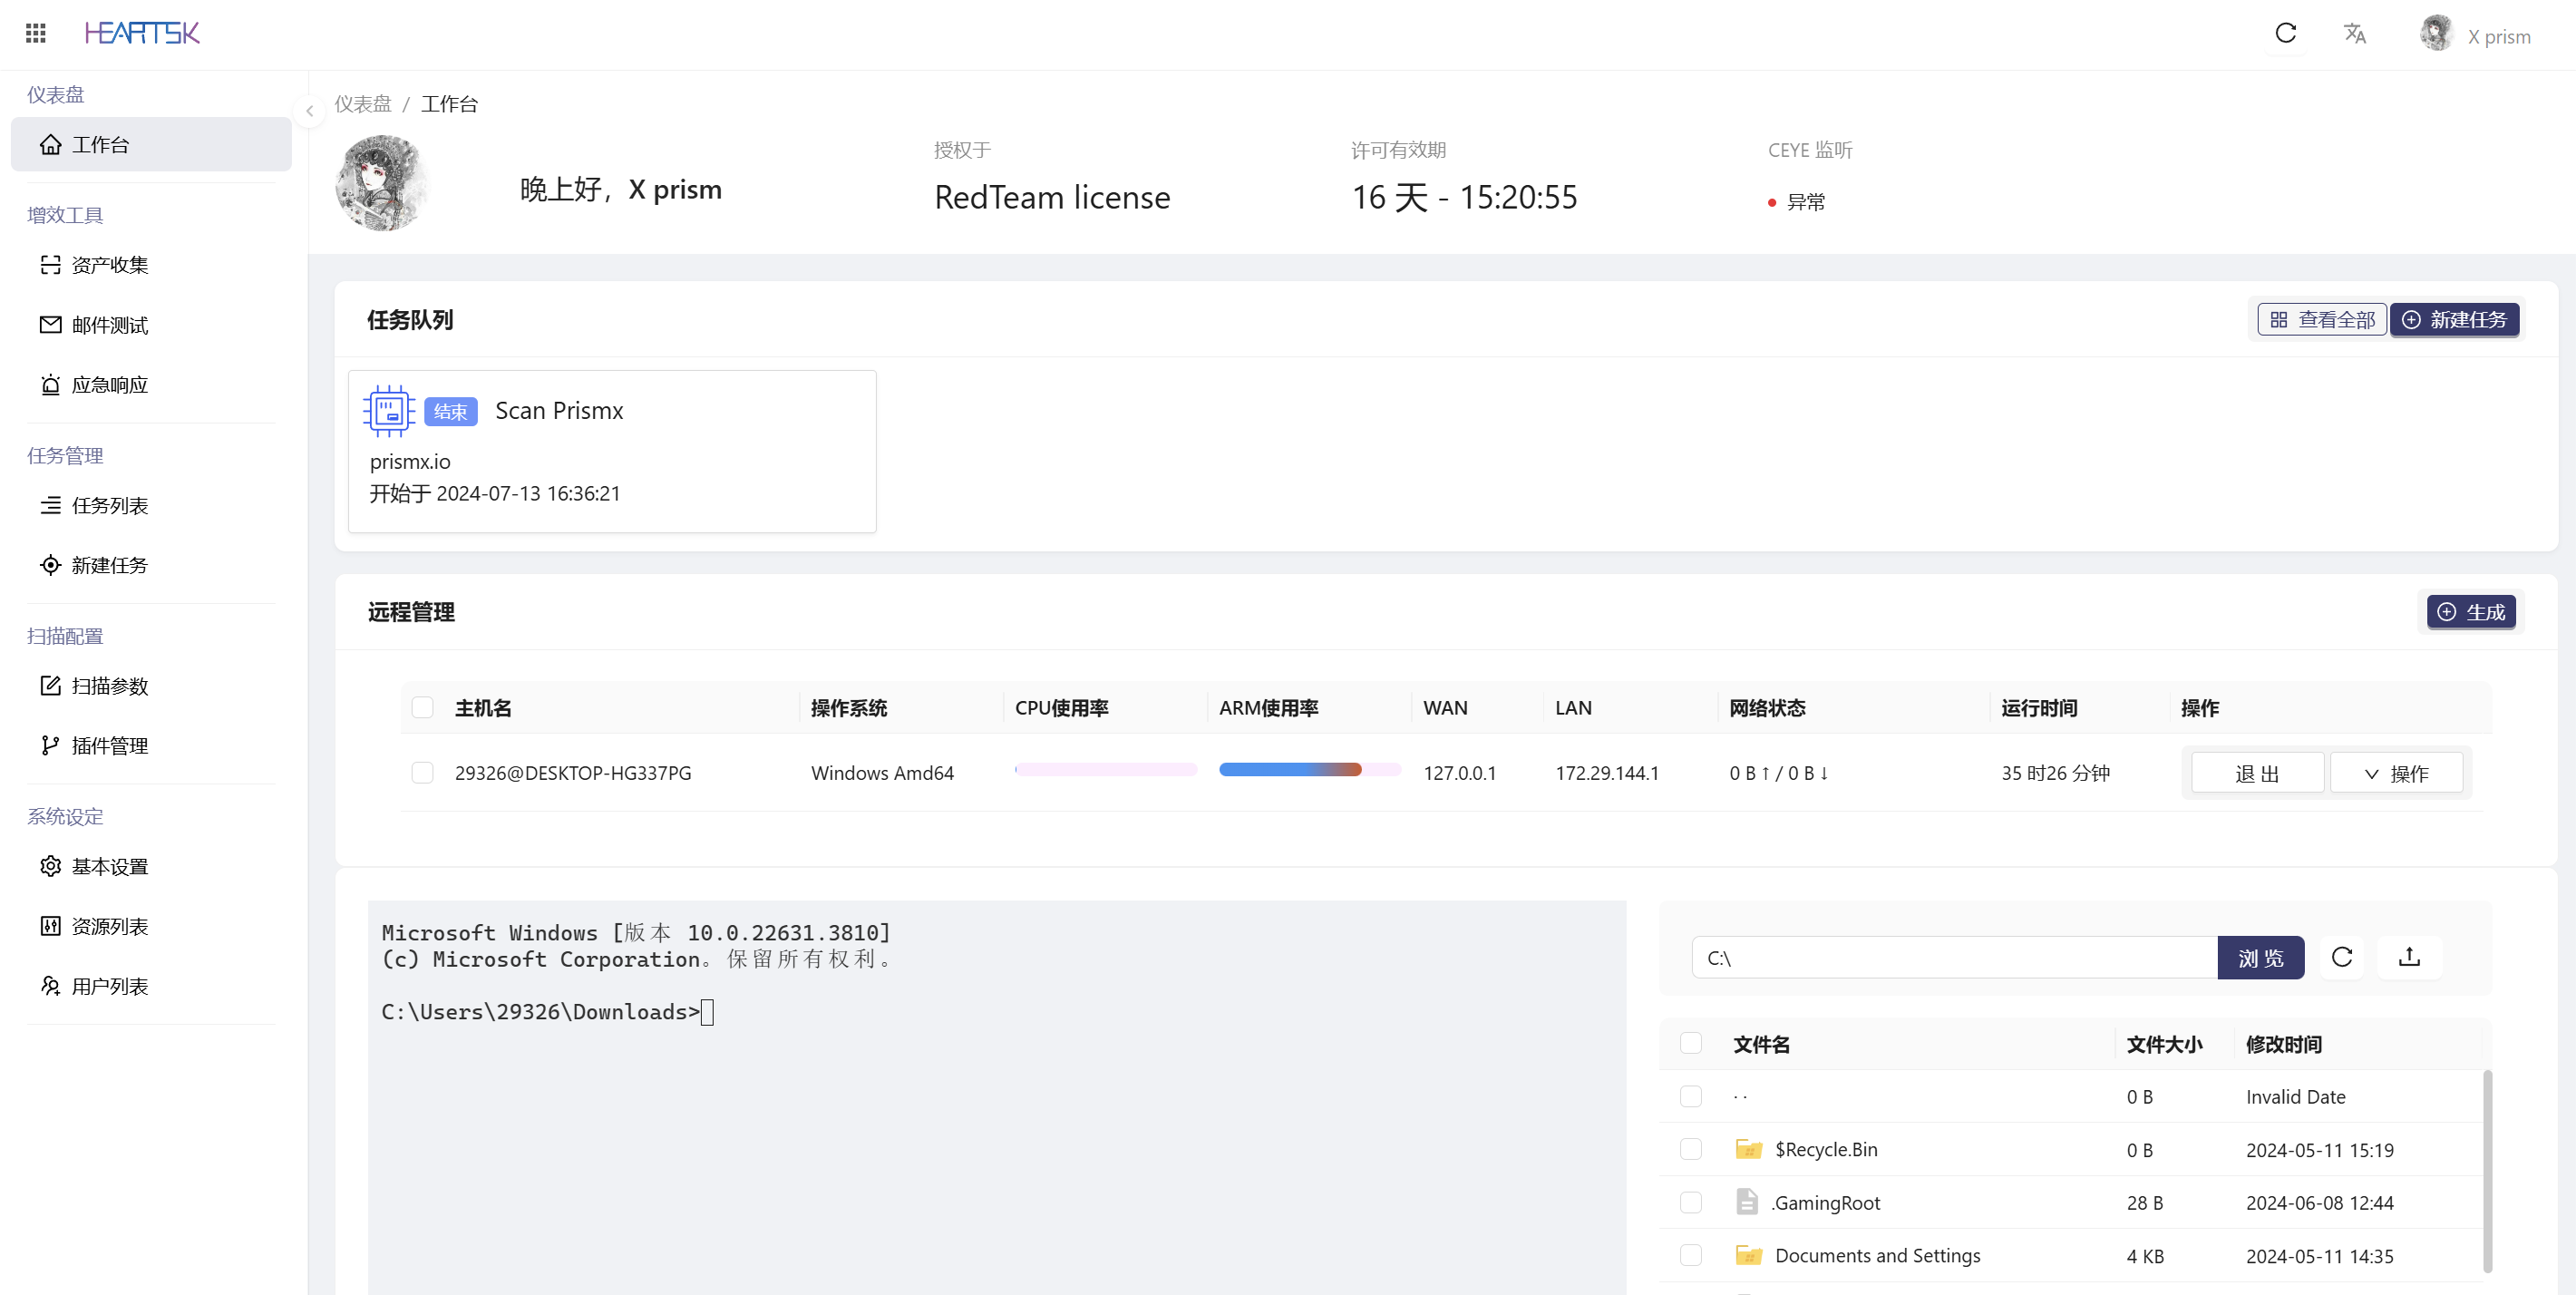 HEARTSK
X prism
仪表盘
工作台
增效工具
资产收集
邮件测试
应急响应
任务管理
任务列表
新建任务
扫描配置
扫描参数
插件管理
系统设定
基本设置
资源列表
用户列表
仪表盘 / 工作台
晚上好，X prism
授权于
RedTeam license
许可有效期
16 天 - 15:20:55
CEYE 监听
异常
任务队列
查看全部
新建任务
结束 Scan Prismx
prismx.io
开始于 2024-07-13 16:36:21
远程管理
生成
主机名 操作系统 CPU使用率 ARM使用率 WAN LAN 网络状态 运行时间 操作
29326@DESKTOP-HG337PG Windows Amd64 127.0.0.1 172.29.144.1 0 B ↑ / 0 B ↓ 35 时26 分钟 退 出 操作
Microsoft Windows [版本 10.0.22631.3810]
(c) Microsoft Corporation。保留所有权利。
C:\Users\29326\Downloads>
C:\ 浏 览
文件名 文件大小 修改时间
·· 0 B Invalid Date
$Recycle.Bin 0 B 2024-05-11 15:19
.GamingRoot 28 B 2024-06-08 12:44
Documents and Settings 4 KB 2024-05-11 14:35